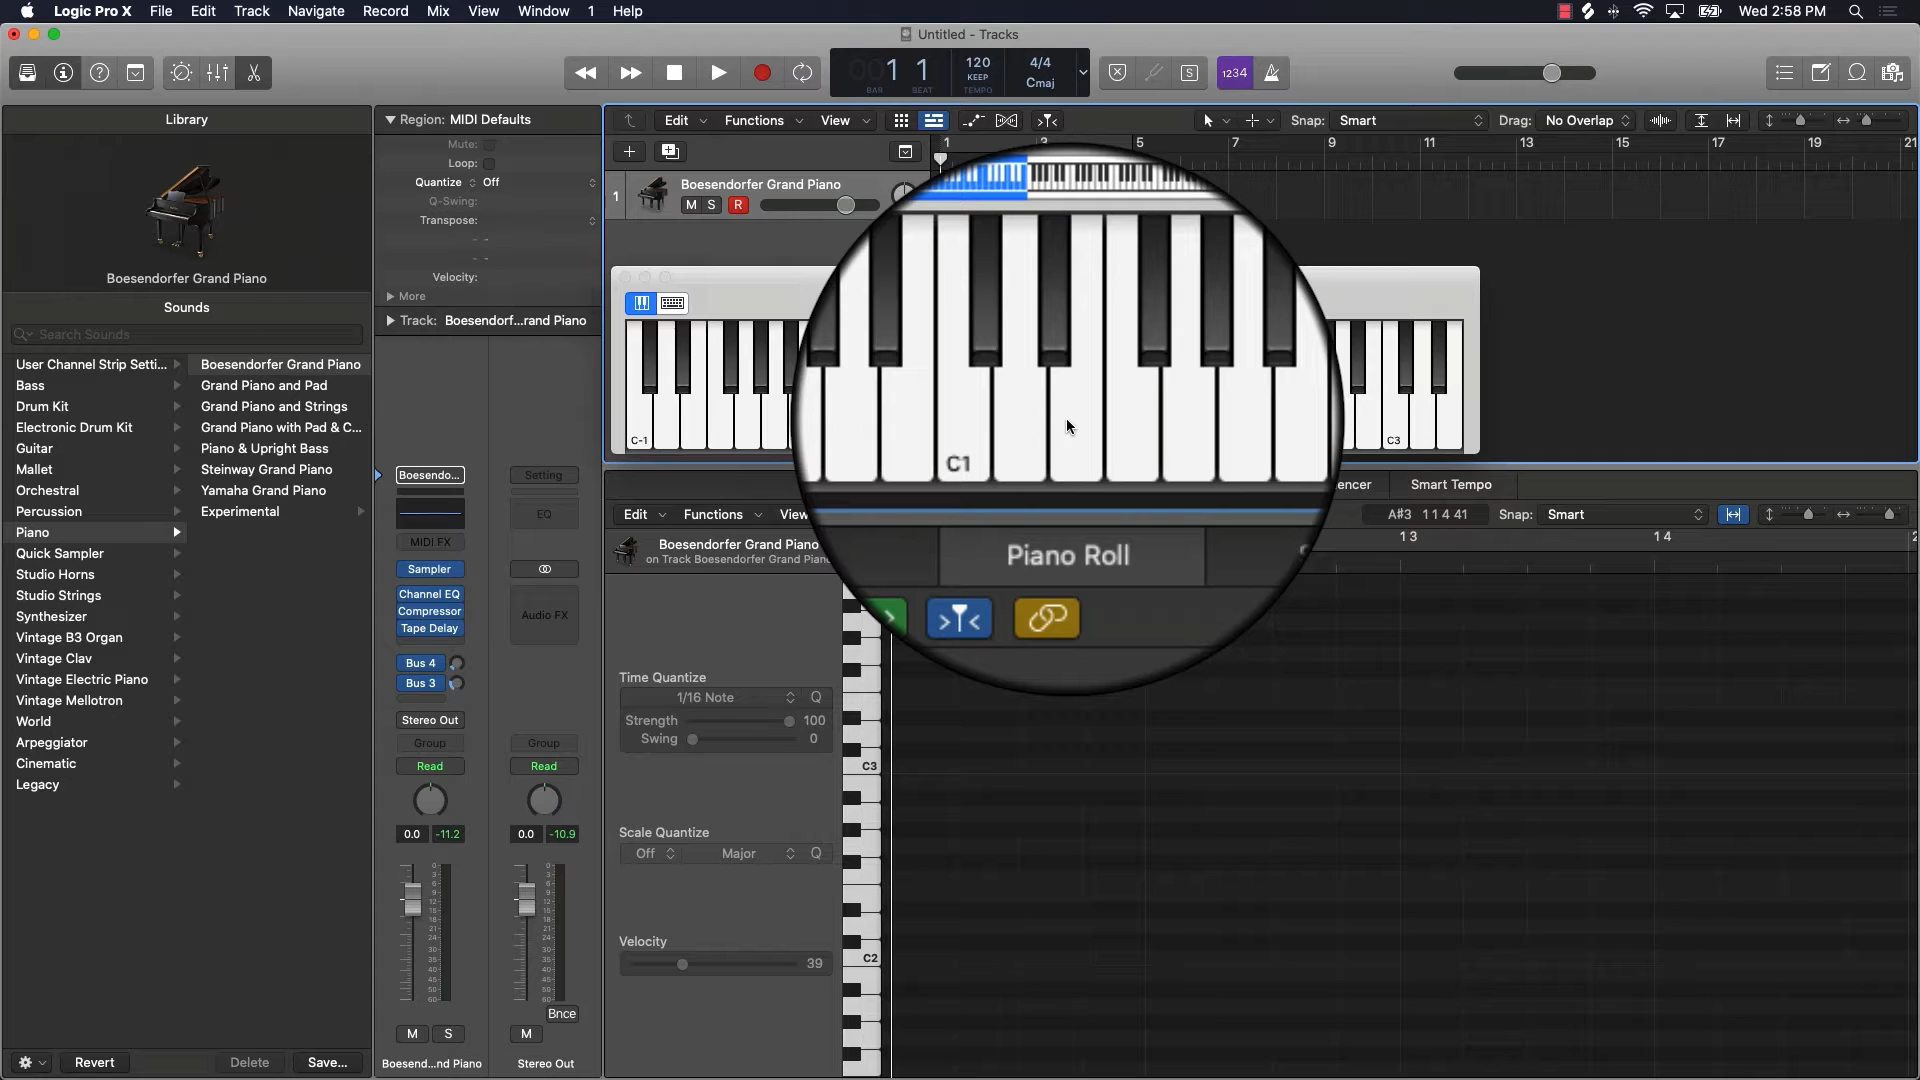 Logic Pro X File Edit Track Navigate Record Mix View Window 1 Help
Wed 2:58 PM
Untitled - Tracks
1 1
BAR BEAT
120
KEEP
TEMPO
4/4
Cmaj
S
1234
Library
Boesendorfer Grand Piano
Sounds
Search Sounds
User Channel Strip Setti...
Bass
Drum Kit
Electronic Drum Kit
Guitar
Mallet
Orchestral
Percussion
Piano
Quick Sampler
Studio Horns
Studio Strings
Synthesizer
Vintage B3 Organ
Vintage Clav
Vintage Electric Piano
Vintage Mellotron
World
Arpeggiator
Cinematic
Legacy
Boesendorfer Grand Piano
Grand Piano and Pad
Grand Piano and Strings
Grand Piano with Pad & C...
Piano & Upright Bass
Steinway Grand Piano
Yamaha Grand Piano
Experimental
Revert
Delete
Save...
Region: MIDI Defaults
Mute:
Loop:
Quantize Off
Q-Swing:
Transpose:
Velocity:
More
Track: Boesendorf...rand Piano
Boesendo...
MIDI FX
Sampler
Channel EQ
Compressor
Tape Delay
Bus 4
Bus 3
Stereo Out
Group
Read
0.0 -11.2
M S
Boesend...nd Piano
Setting
EQ
Audio FX
Group
Read
0.0 -10.9
Bnce
M
Stereo Out
Edit Functions View
Snap: Smart
Drag: No Overlap
1 3 5 7 9 11 13 15 17 19 21
1 Boesendorfer Grand Piano
M S R
C-1
C1
C3
Piano Roll
encer
Smart Tempo
Edit Functions View
A#3 1 1 4 41
Snap: Smart
1 3
1 4
2
Boesendorfer Grand Piano
on Track Boesendorfer Grand Piano
Time Quantize
1/16 Note Q
Strength 100
Swing 0
Scale Quantize
Off Major Q
Velocity
39
C3
C2